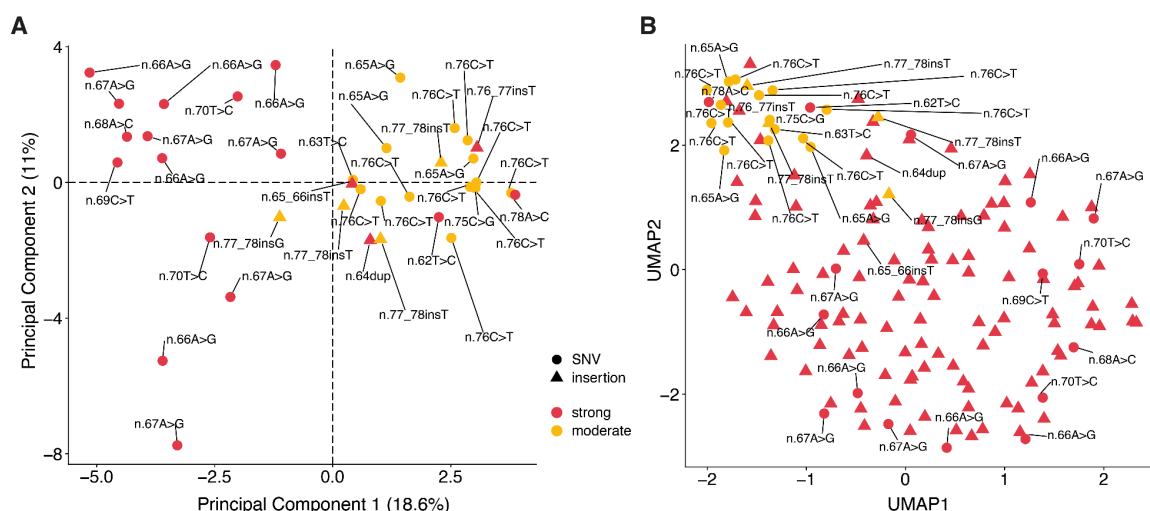 A
B
4
0
−4
−8
Principal Component 2 (11%)
−5.0
−2.5
0.0
2.5
Principal Component 1 (18.6%)
n.66A>G
n.66A>G
n.67A>G
n.70T>C
n.66A>G
n.68A>C
n.67A>G
n.67A>G
n.66A>G
n.69C>T
n.65A>G
n.76C>T
n.65A>G
n.76C>T
n.76_77insT
n.77_78insT
n.76C>T
n.63T>C
n.76C>T
n.65A>G
n.76C>T
n.65_66insT
n.76C>T
n.78A>C
n.76C>T
n.76C>T
n.75C>G
n.76C>T
n.77_78insG
n.77_78insT
n.62T>C
n.64dup
n.70T>C
n.67A>G
n.77_78insT
n.76C>T
n.66A>G
n.67A>G
SNV
insertion
strong
moderate
2
0
−2
UMAP2
−2
−1
0
1
2
UMAP1
n.65A>G
n.76C>T
n.77_78insT
n.76C>T
n.76C>T
n.78A>C
n.76C>T
n.62T>C
n.76_77insT
n.76C>T
n.76C>T
n.75C>G
n.63T>C
n.77_78insT
n.67A>G
n.66A>G
n.76C>T
n.77_78insT
n.76C>T
n.64dup
n.67A>G
n.65A>G
n.76C>T
n.65A>G
n.77_78insG
n.70T>C
n.65_66insT
n.67A>G
n.69C>T
n.66A>G
n.68A>C
n.66A>G
n.70T>C
n.67A>G
n.66A>G
n.67A>G
n.66A>G